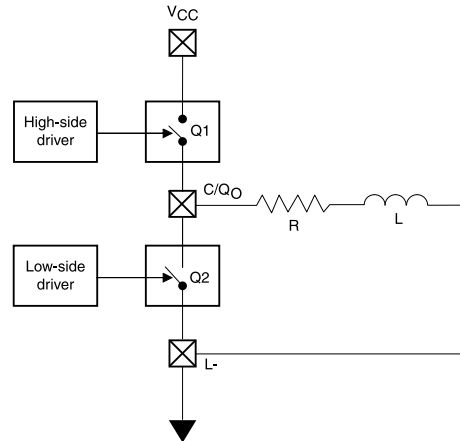 VCC
High-side
driver
Q1
C/QO
R
L
Low-side
driver
Q2
L-